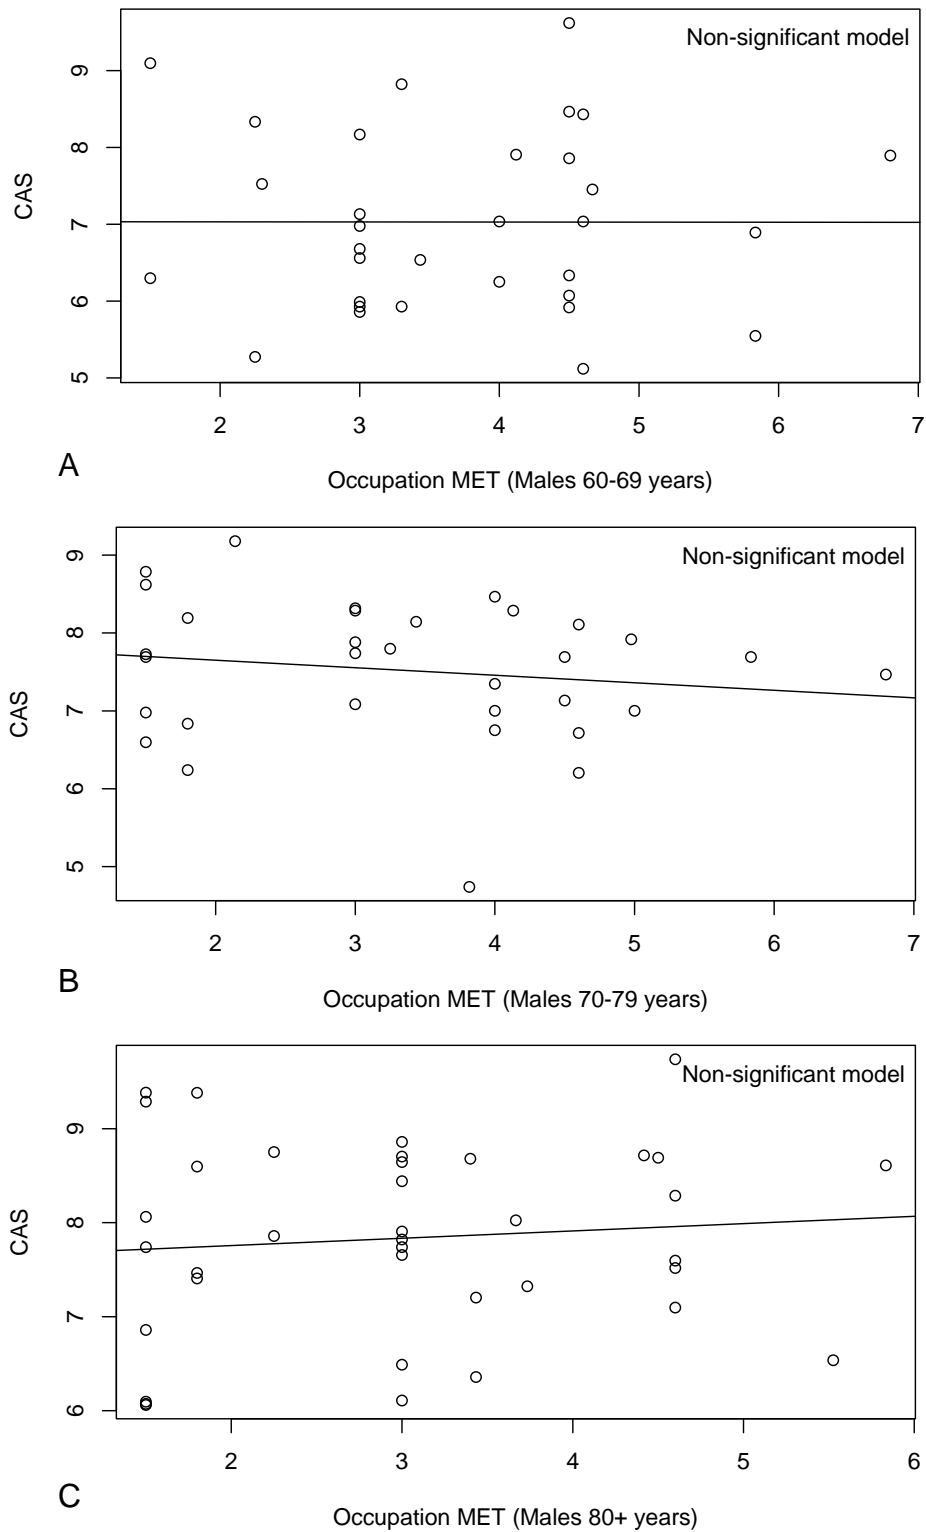 Non-significant model
9
8
7
6
5
CAS
2 3 4 5 6 7
A
Occupation MET (Males 60-69 years)
Non-significant model
9
8
7
6
5
CAS
2 3 4 5 6 7
B
Occupation MET (Males 70-79 years)
Non-significant model
9
8
7
6
CAS
2 3 4 5 6
C
Occupation MET (Males 80+ years)